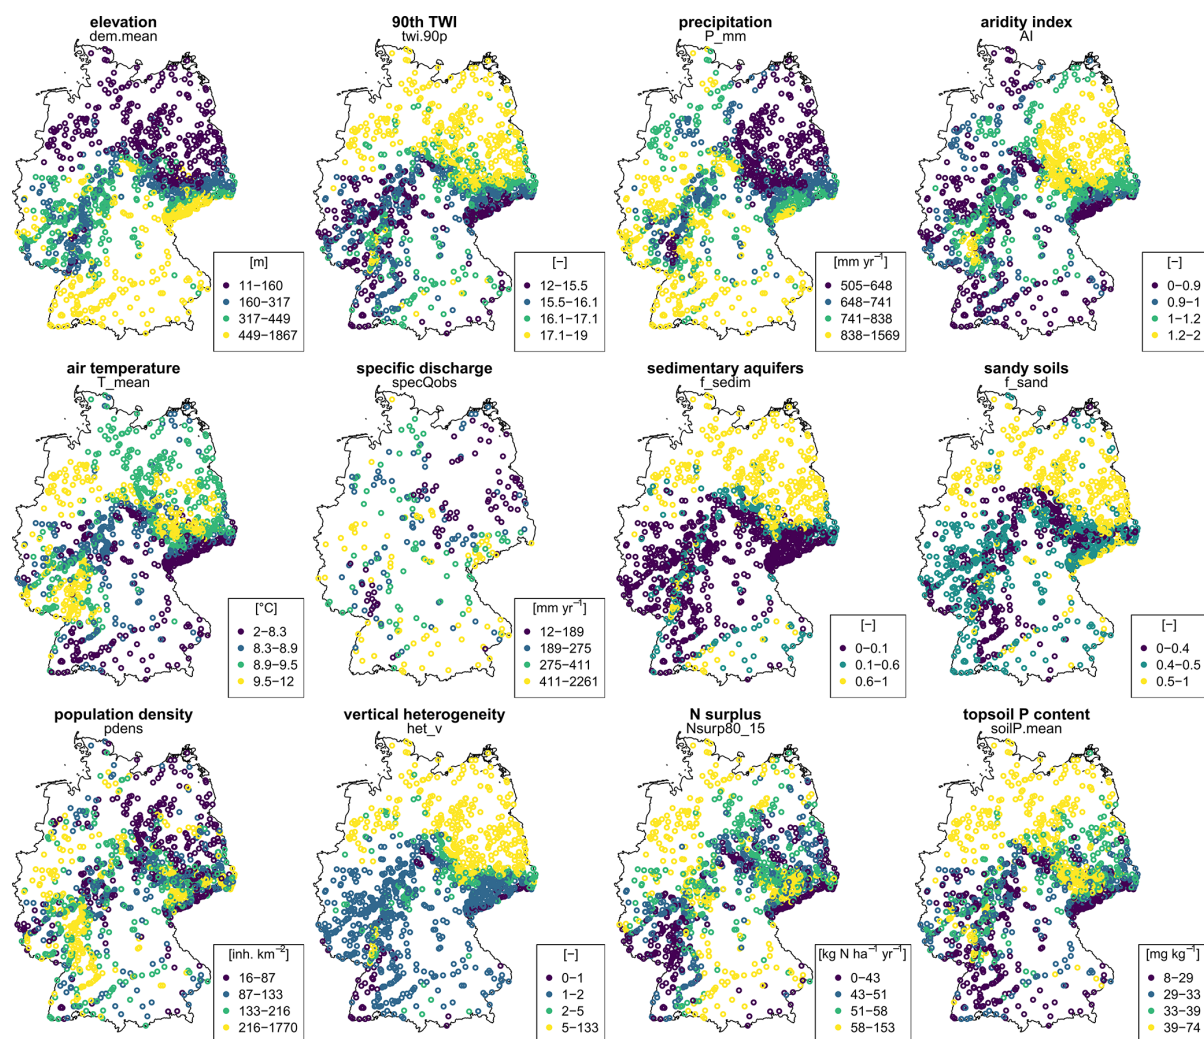 elevation
dem.mean
[m]
11−160
160−317
317−449
449−1867
90th TWI
twi.90p
[−]
12−15.5
15.5−16.1
16.1−17.1
17.1−19
precipitation
P_mm
[mm yr−1]
505−648
648−741
741−838
838−1569
aridity index
AI
[−]
0−0.9
0.9−1
1−1.2
1.2−2
air temperature
T_mean
[°C]
2−8.3
8.3−8.9
8.9−9.5
9.5−12
specific discharge
specQobs
[mm yr−1]
12−189
189−275
275−411
411−2261
sedimentary aquifers
f_sedim
[−]
0−0.1
0.1−0.6
0.6−1
sandy soils
f_sand
[−]
0−0.4
0.4−0.5
0.5−1
population density
pdens
[inh. km−2]
16−87
87−133
133−216
216−1770
vertical heterogeneity
het_v
[−]
0−1
1−2
2−5
5−133
N surplus
Nsurp80_15
[kg N ha−1 yr−1]
0−43
43−51
51−58
58−153
topsoil P content
soilP.mean
[mg kg−1]
8−29
29−33
33−39
39−74